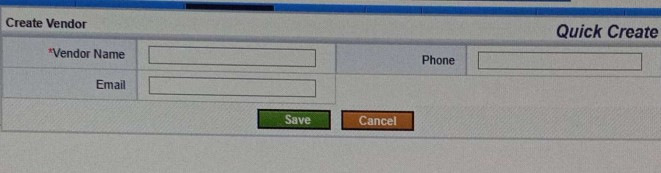 Create Vendor
Quick Create
*Vendor Name
Phone
Email
Save Cancel